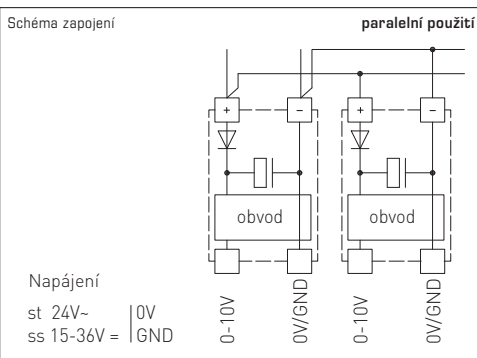 Schéma zapojení
paralelní použití
+ − + −
obvod obvod
Napájení
st 24V~ 0V
ss 15-36V = GND
0-10V
0V/GND
0-10V
0V/GND